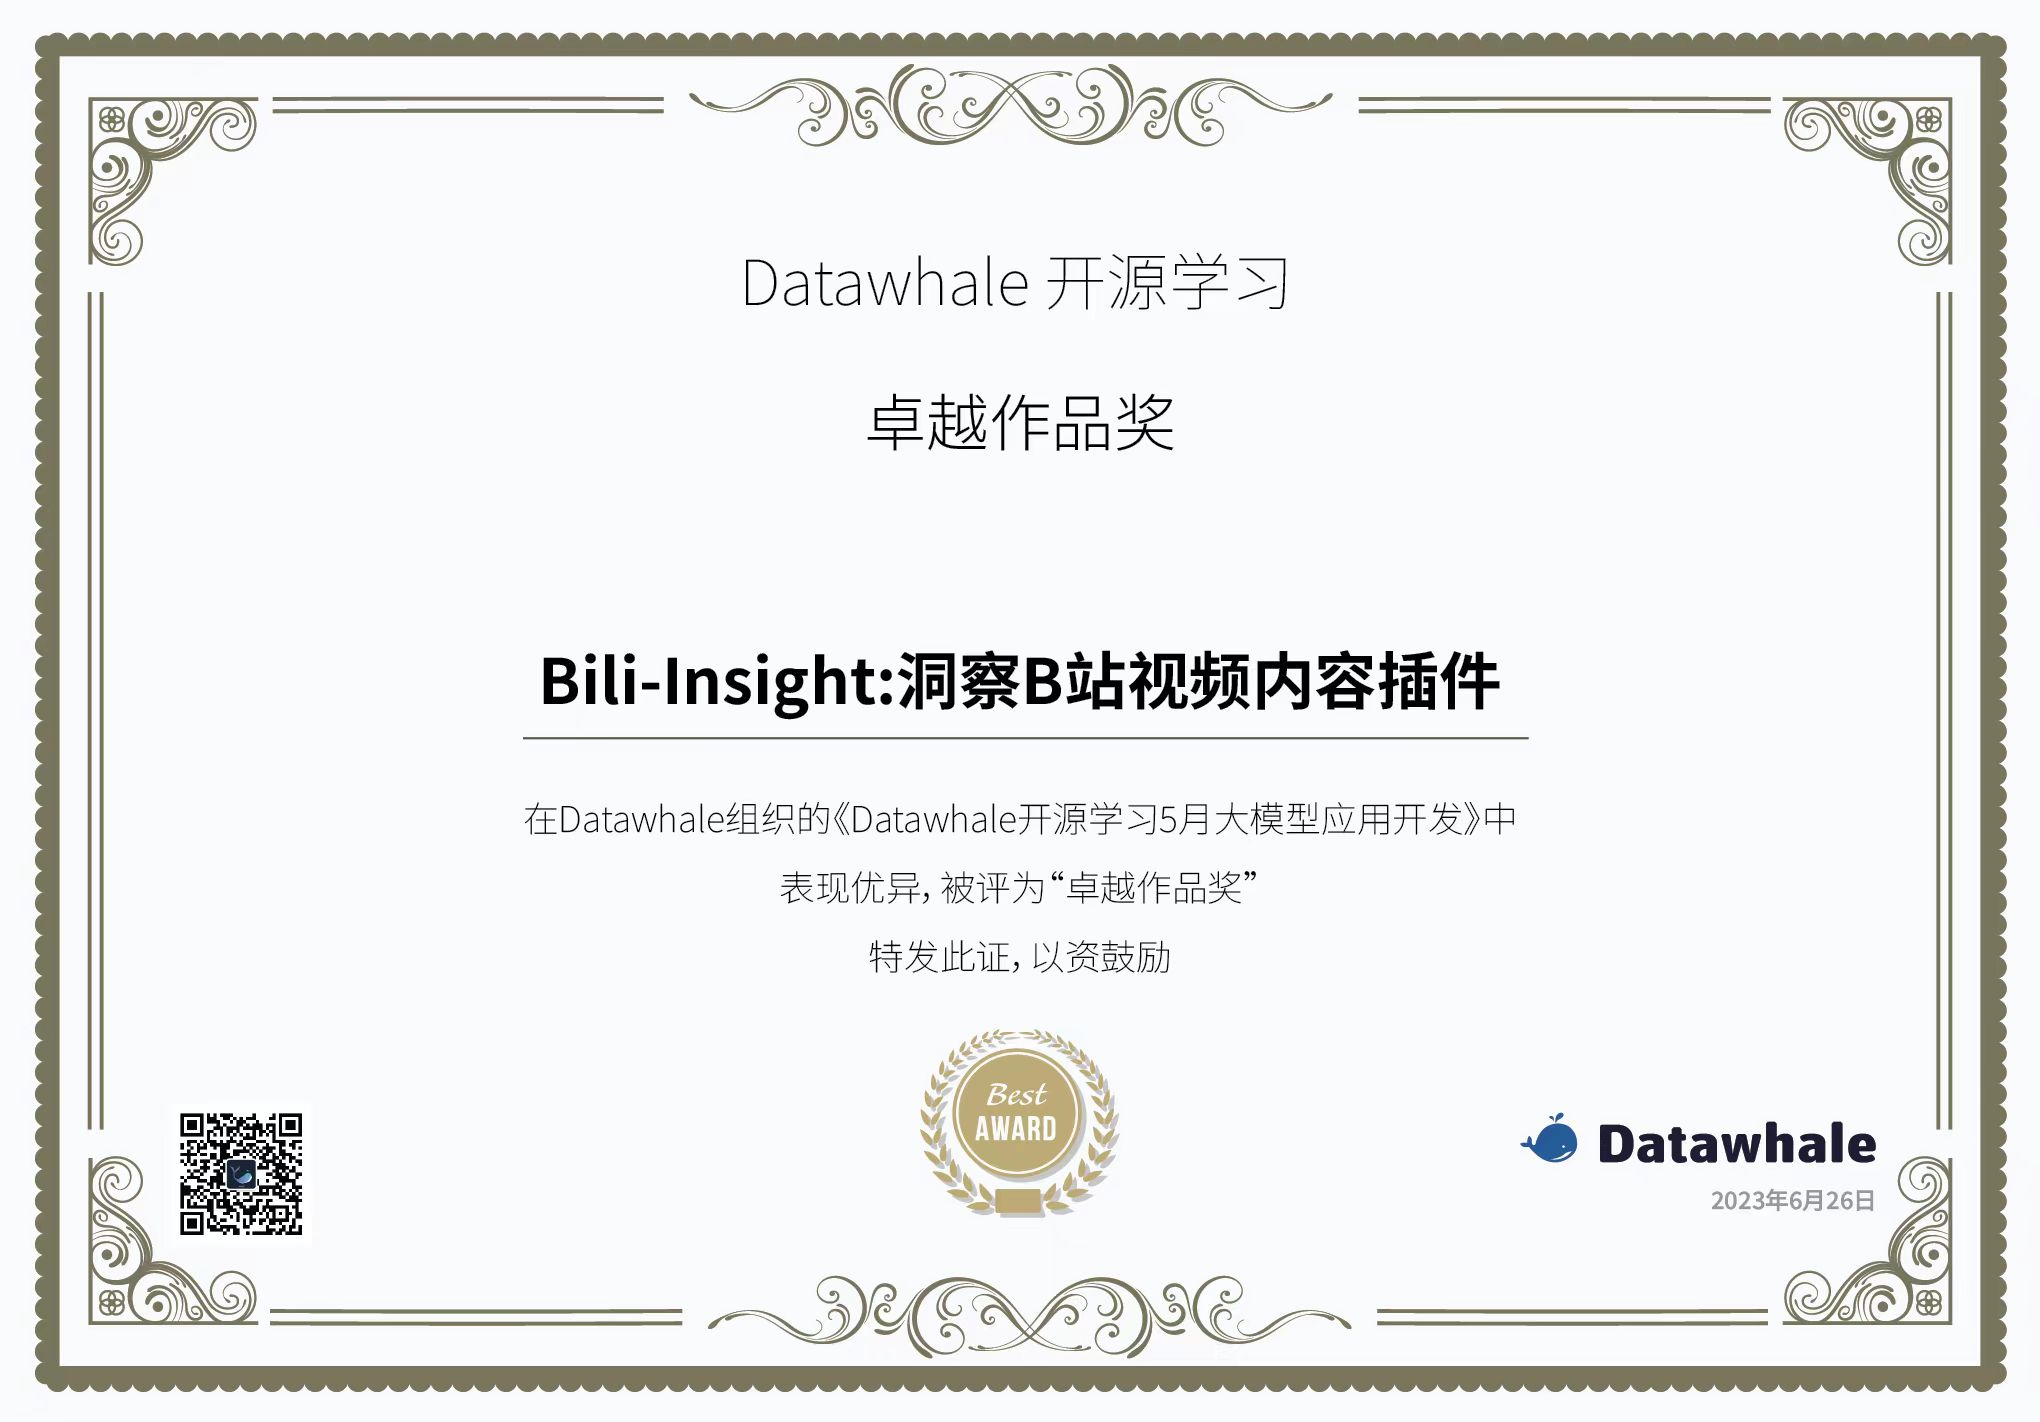 Datawhale 开源学习
卓越作品奖
Bili-Insight:洞察B站视频内容插件
在Datawhale组织的《Datawhale开源学习5月大模型应用开发》中
表现优异，被评为“卓越作品奖”
特发此证，以资鼓励
Best
AWARD
Datawhale
2023年6月26日